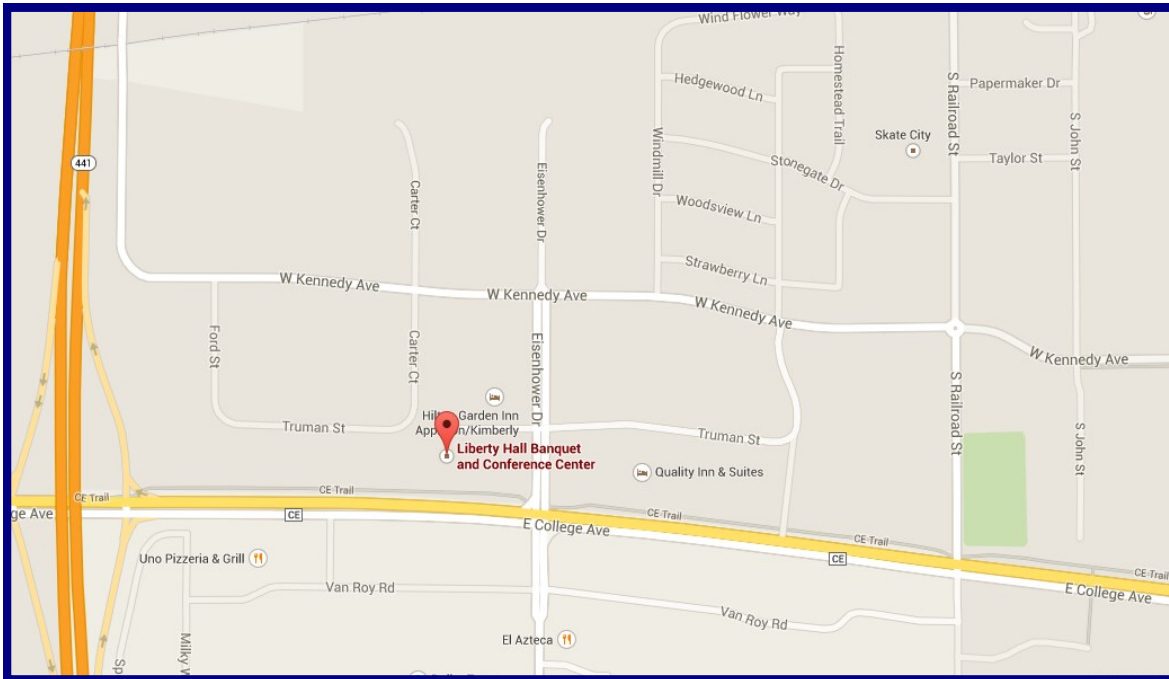 Wind Flower Way
Hedgewood Ln
Homestead Trail
S Railroad St
Papermaker Dr
S John St
Skate City
Windmill Dr
Stonegate Dr
Taylor St
441
Carter Ct
Eisenhower Dr
Woodsview Ln
Strawberry Ln
W Kennedy Ave
W Kennedy Ave
W Kennedy Ave
W Kennedy Ave
Ford St
Carter Ct
Eisenhower Dr
S Railroad St
Garden Inn
Kimberly
Truman St
Truman St
S John St
Liberty Hall Banquet
and Conference Center
Quality Inn & Suites
CE Trail
CE Trail
CE Trail
CE Trail
CE Trail
ge Ave
CE
E College Ave
CE
E College Ave
Uno Pizzeria & Grill
Van Roy Rd
Van Roy Rd
El Azteca
Milky W
Sp